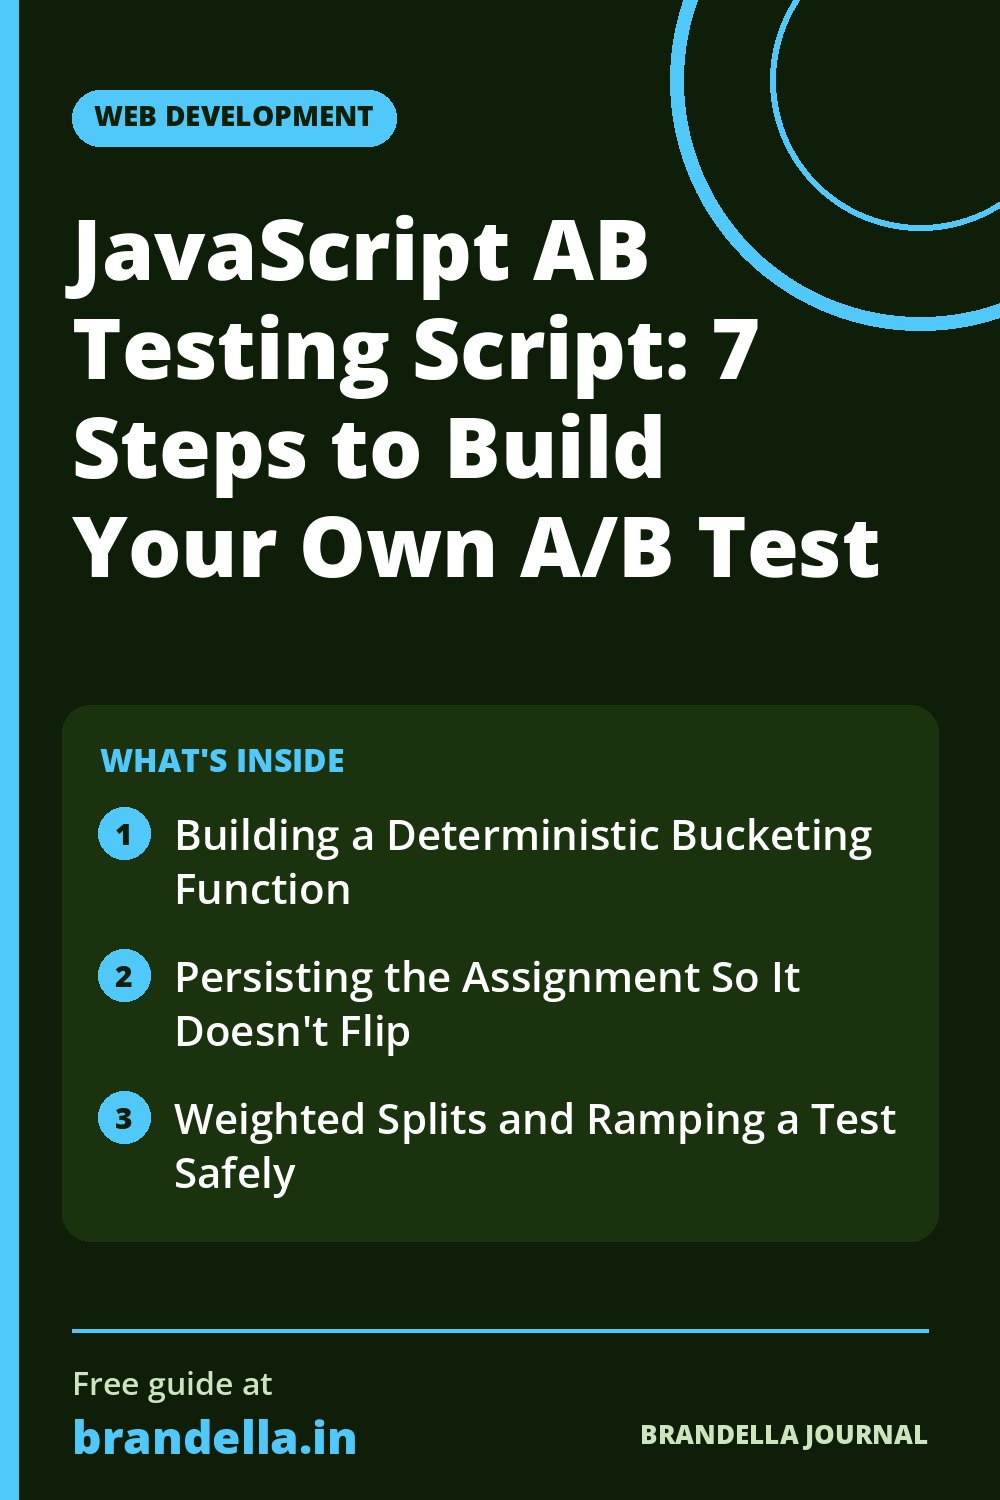 WEB DEVELOPMENT
JavaScript AB
Testing Script: 7
Steps to Build
Your Own A/B Test
WHAT'S INSIDE
1 Building a Deterministic Bucketing
Function
2 Persisting the Assignment So It
Doesn't Flip
3 Weighted Splits and Ramping a Test
Safely
Free guide at
brandella.in
BRANDELLA JOURNAL